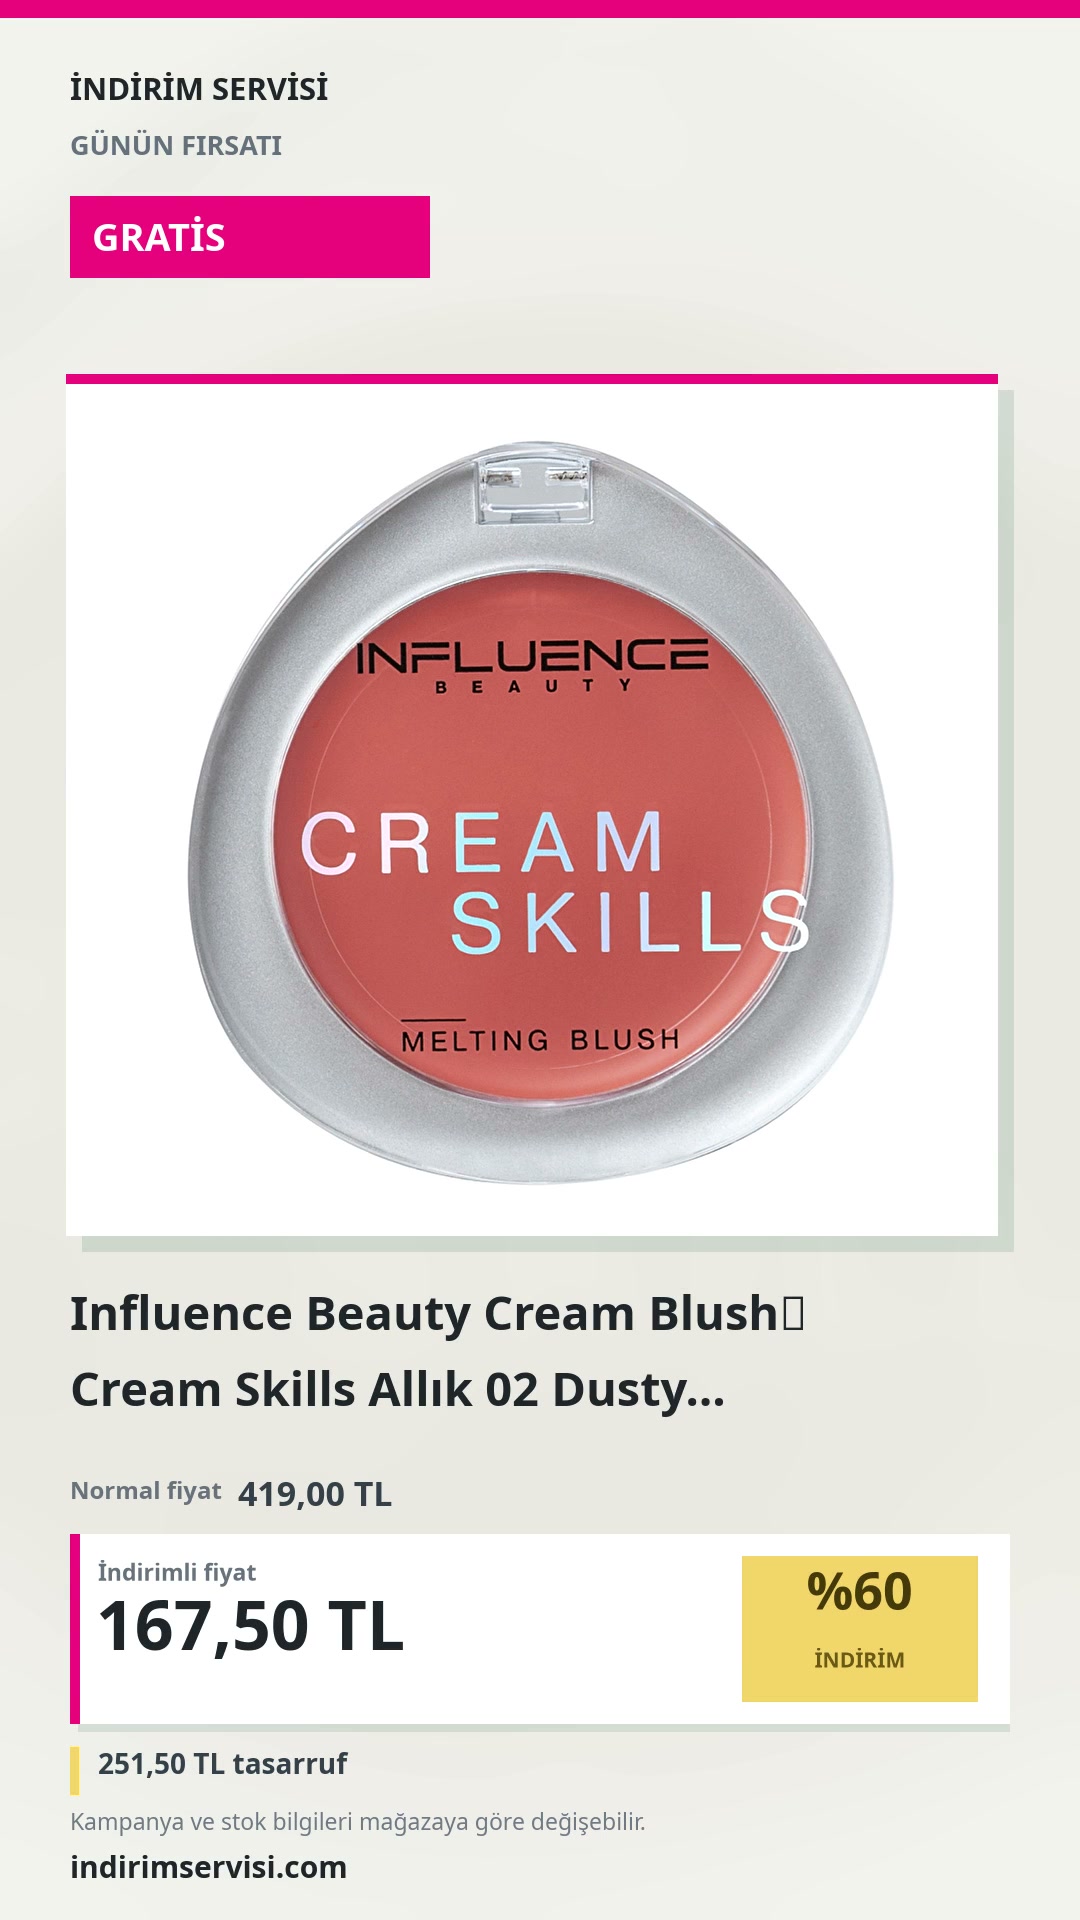 İNDİRİM SERVİSİ
GÜNÜN FIRSATI
GRATİS
INFLUENCE
BEAUTY
CREAM
SKILLS
MELTING BLUSH
Influence Beauty Cream Blush
Cream Skills Allık 02 Dusty...
Normal fiyat 419,00 TL
İndirimli fiyat
167,50 TL
%60
İNDİRİM
251,50 TL tasarruf
Kampanya ve stok bilgileri mağazaya göre değişebilir.
indirimservisi.com